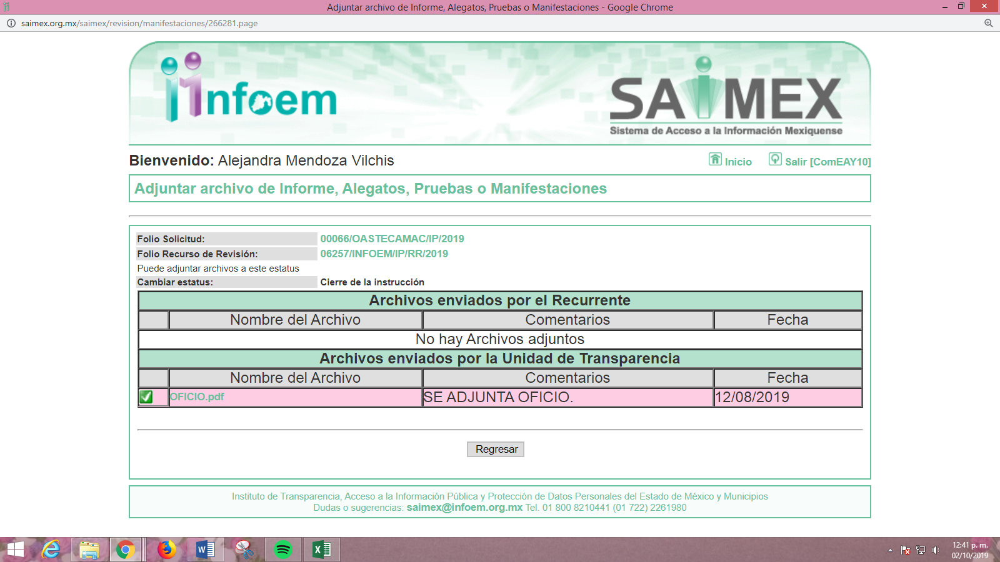 Adjuntar archivo de Informe, Alegatos, Pruebas o Manifestaciones - Google Chrome
saimex.org.mx/saimex/revision/manifestaciones/266281.page
infoem
SAIMEX
Sistema de Acceso a la Información Mexiquense
Bienvenido: Alejandra Mendoza Vilchis
Inicio Salir [ComEAY10]
Adjuntar archivo de Informe, Alegatos, Pruebas o Manifestaciones
Folio Solicitud: 00066/OASTECAMAC/IP/2019
Folio Recurso de Revisión: 06257/INFOEM/IP/RR/2019
Puede adjuntar archivos a este estatus
Cambiar estatus: Cierre de la instrucción
Archivos enviados por el Recurrente
Nombre del Archivo Comentarios Fecha
No hay Archivos adjuntos
Archivos enviados por la Unidad de Transparencia
Nombre del Archivo Comentarios Fecha
OFICIO.pdf SE ADJUNTA OFICIO. 12/08/2019
Regresar
Instituto de Transparencia, Acceso a la Información Pública y Protección de Datos Personales del Estado de México y Municipios
Dudas o sugerencias: saimex@infoem.org.mx Tel. 01 800 8210441 (01 722) 2261980
12:41 p. m.
02/10/2019